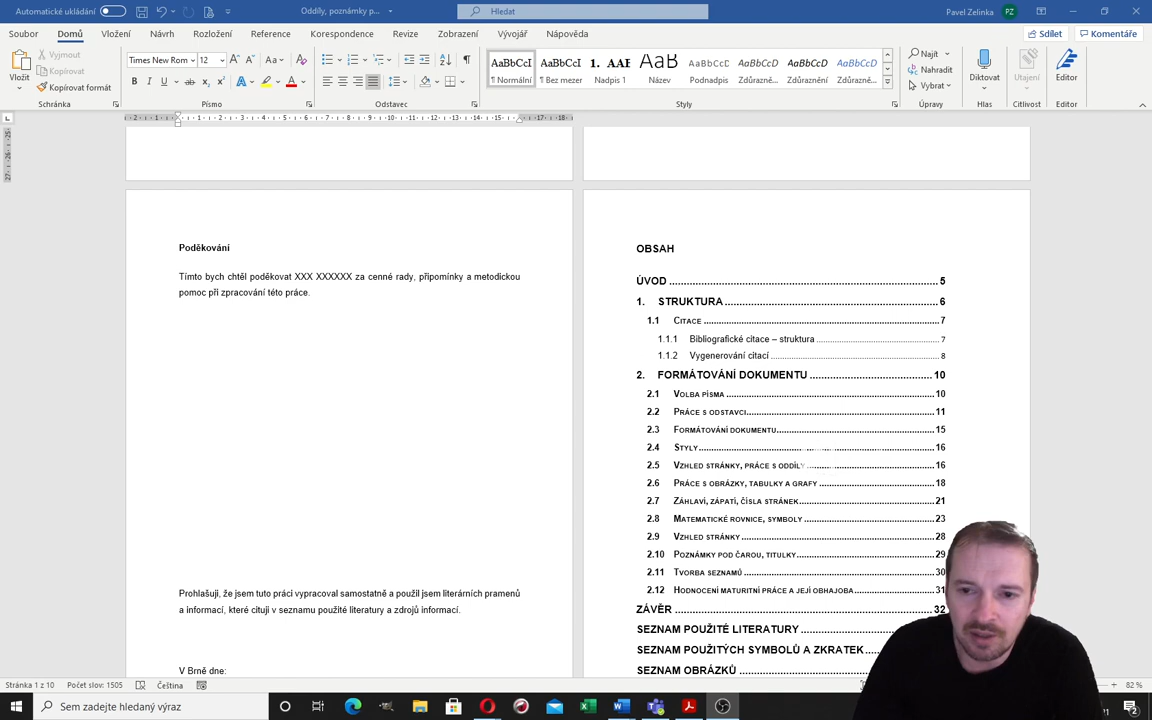 Automatické ukládání
Oddíly, poznámky p...
Hledat
Pavel Zelinka
PZ
Soubor
Domů
Vložení
Návrh
Rozložení
Reference
Korespondence
Revize
Zobrazení
Vývojář
Nápověda
Sdílet
Komentáře
Vložit
Vyjmout
Kopírovat
Kopírovat formát
Schránka
Times New Rom
12
Písmo
Odstavec
AaBbCcI
¶ Normální
AaBbCcI
¶ Bez mezer
1. AAE
Nadpis 1
AaB
Název
AaBbCcD
Podnadpis
AaBbCcD
Zdůrazně...
AaBbCcD
Zdůraznění
AaBbCcD
Zdůrazně...
Styly
Najít
Nahradit
Vybrat
Úpravy
Diktovat
Hlas
Utajení
Citlivost
Editor
Editor
Poděkování
Tímto bych chtěl poděkovat XXX XXXXXX za cenné rady, připomínky a metodickou
pomoc při zpracování této práce.
Prohlašuji, že jsem tuto práci vypracoval samostatně a použil jsem literárních pramenů
a informací, které cituji v seznamu použité literatury a zdrojů informací.
V Brně dne:
OBSAH
ÚVOD 5
1. STRUKTURA 6
1.1 Citace 7
1.1.1 Bibliografické citace – struktura 7
1.1.2 Vygenerování citací 8
2. FORMÁTOVÁNÍ DOKUMENTU 10
2.1 Volba písma 10
2.2 Práce s odstavci 11
2.3 Formátování dokumentu 15
2.4 Styly 16
2.5 Vzhled stránky, práce s oddíly 16
2.6 Práce s obrázky, tabulky a grafy 18
2.7 Záhlaví, zápatí, čísla stránek 21
2.8 Matematické rovnice, symboly 23
2.9 Vzhled stránky 28
2.10 Poznámky pod čarou, titulky 29
2.11 Tvorba seznamů 30
2.12 Hodnocení maturitní práce a její obhajoba 31
ZÁVĚR 32
SEZNAM POUŽITÉ LITERATURY
SEZNAM POUŽITÝCH SYMBOLŮ A ZKRATEK
SEZNAM OBRÁZKŮ
Stránka 1 z 10
Počet slov: 1505
Čeština
82 %
Sem zadejte hledaný výraz